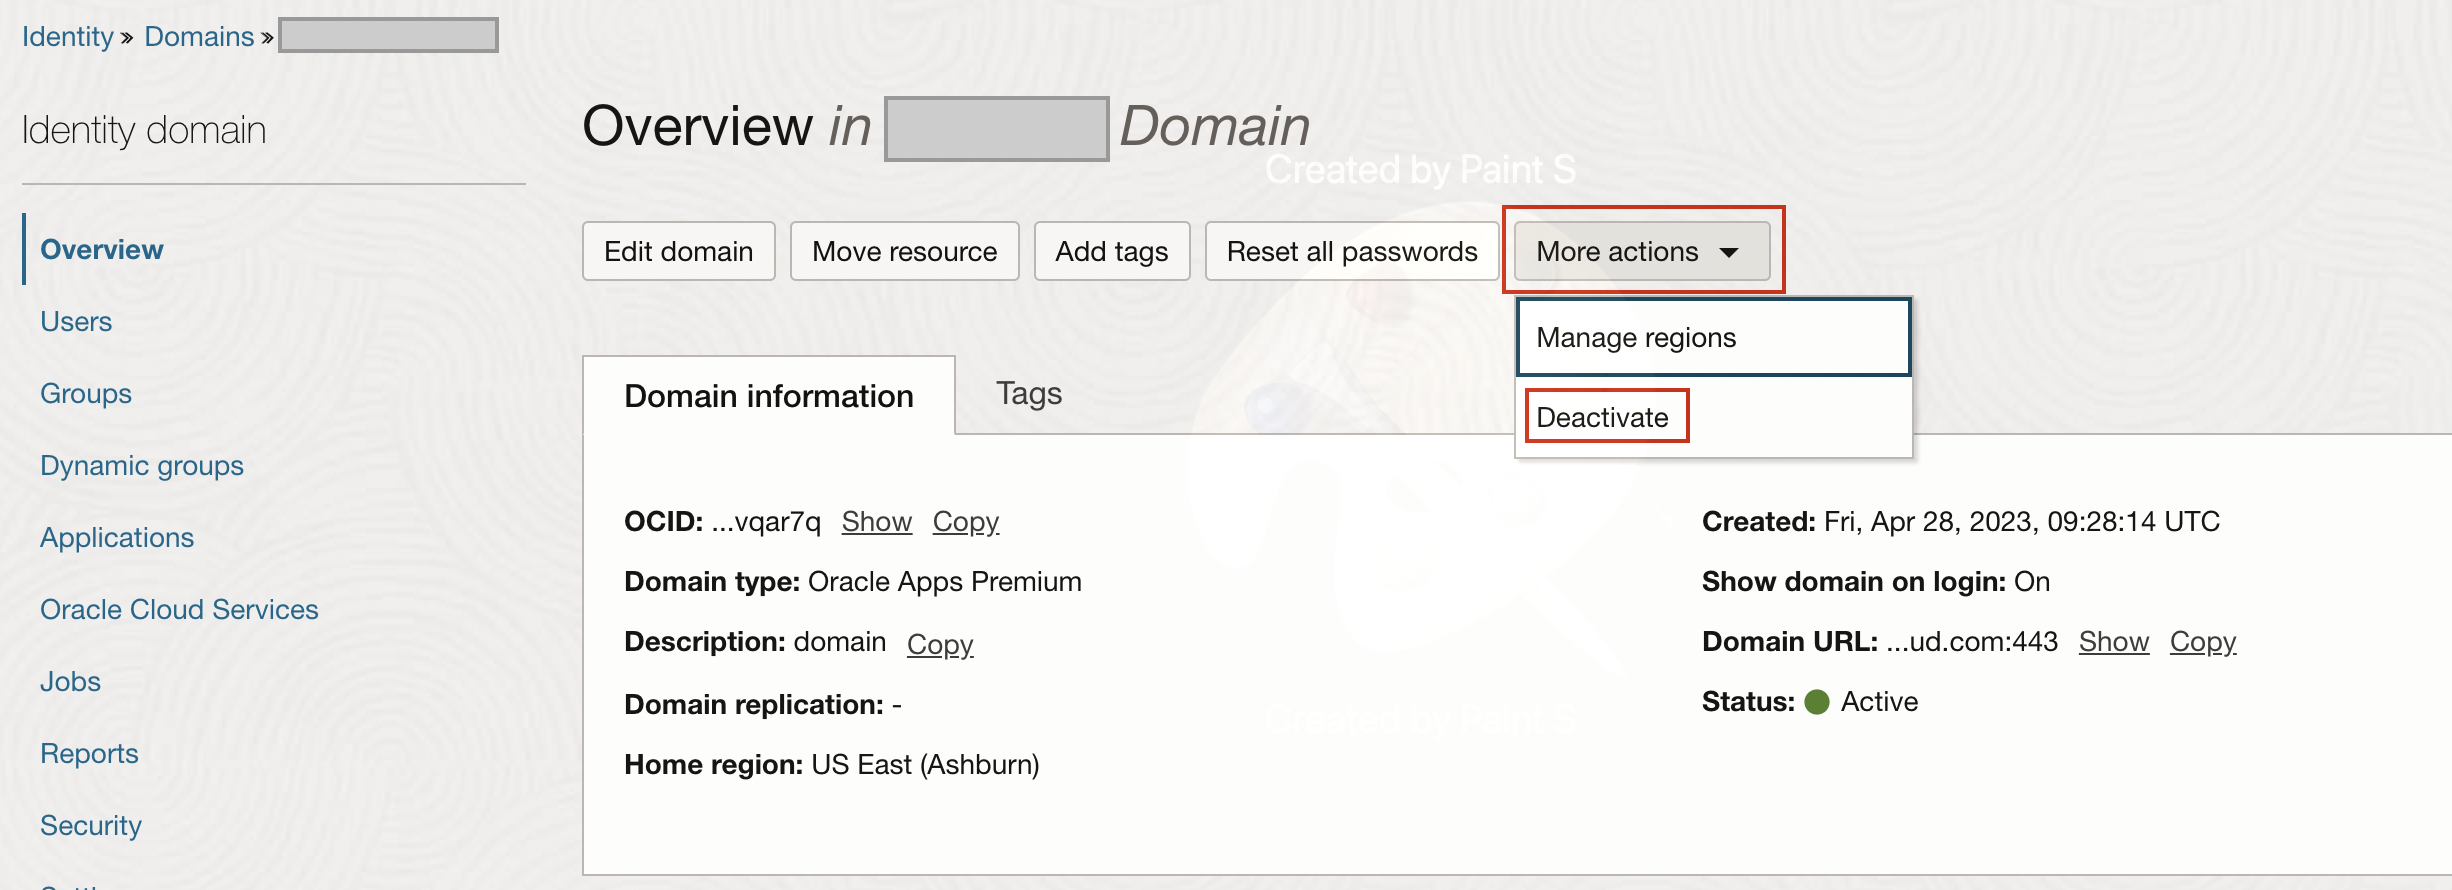 Identity » Domains »
Identity domain
Overview
Users
Groups
Dynamic groups
Applications
Oracle Cloud Services
Jobs
Reports
Security
Overview in Domain
Created by Paint S
Edit domain
Move resource
Add tags
Reset all passwords
More actions
Manage regions
Deactivate
Domain information
Tags
OCID: ...vqar7q Show Copy
Domain type: Oracle Apps Premium
Description: domain Copy
Domain replication: -
Home region: US East (Ashburn)
Created: Fri, Apr 28, 2023, 09:28:14 UTC
Show domain on login: On
Domain URL: ...ud.com:443 Show Copy
Status: Active
Created by Paint S